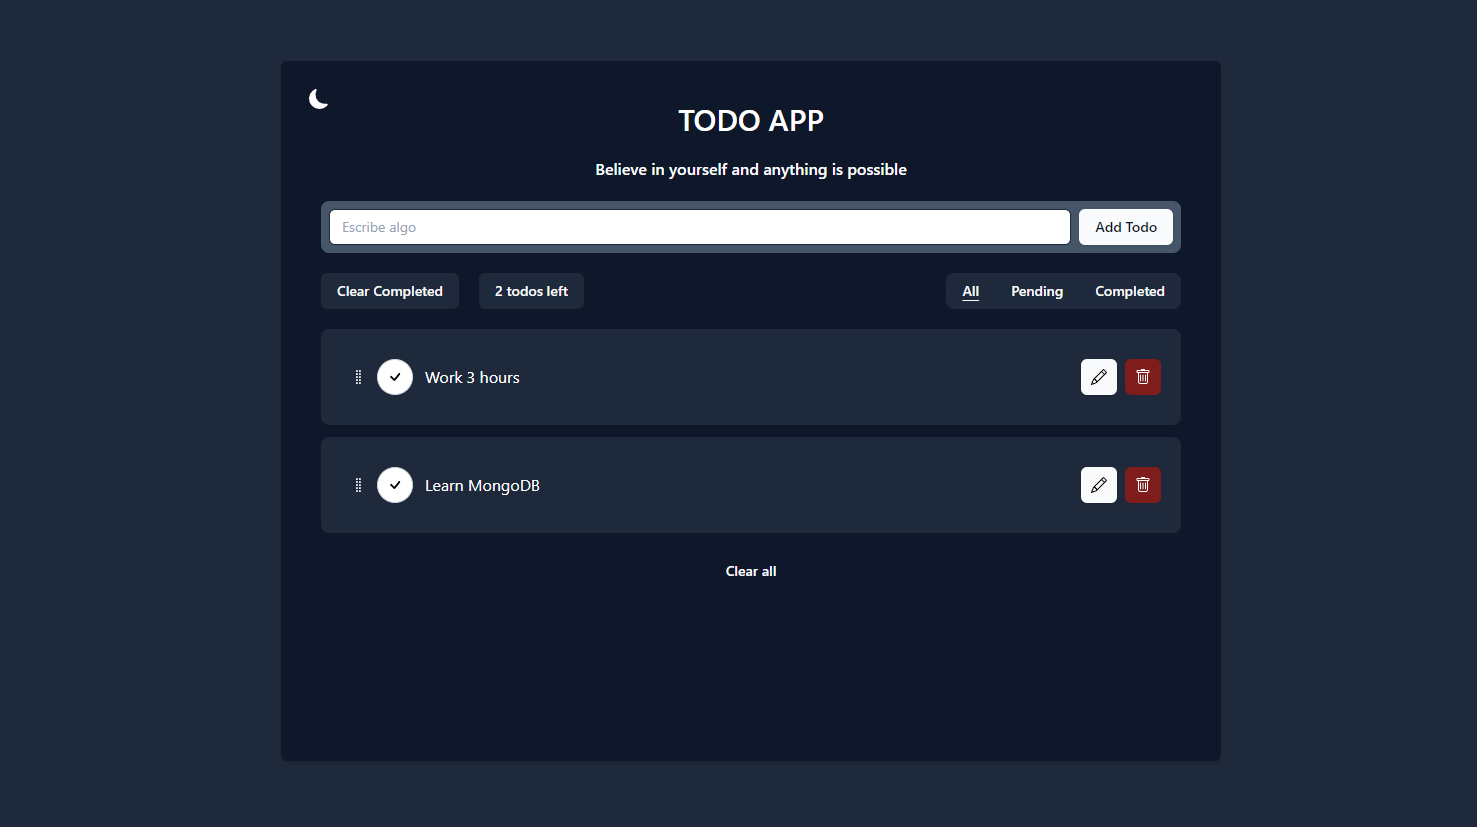 TODO APP
Believe in yourself and anything is possible
Escribe algo
Add Todo
Clear Completed
2 todos left
All
Pending
Completed
Work 3 hours
Learn MongoDB
Clear all